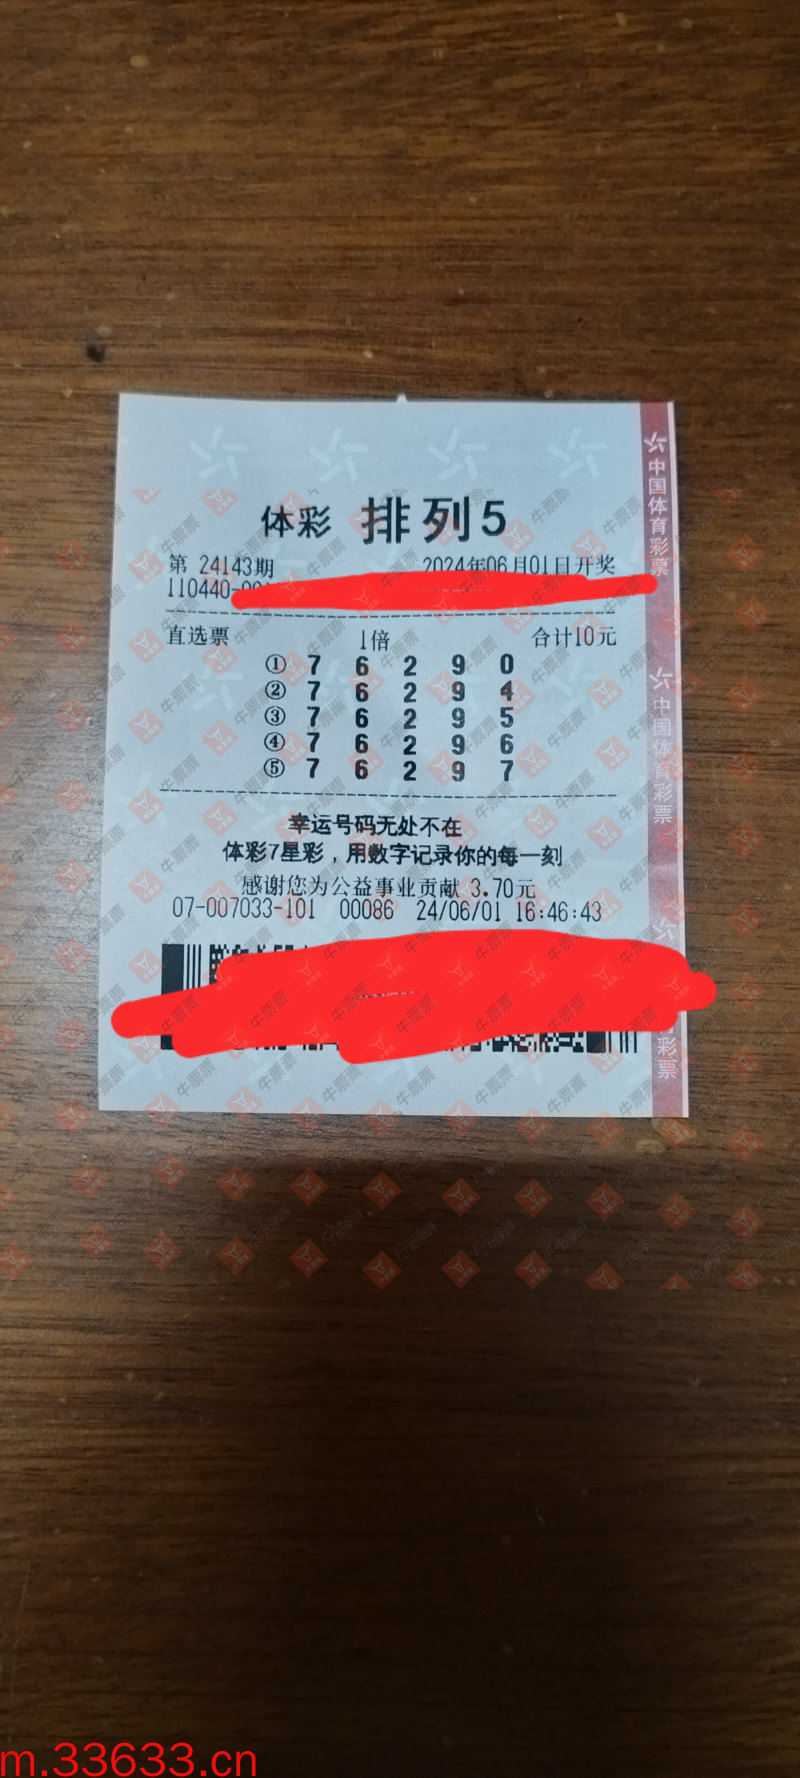 体彩 排列5
第 24143期 2024年06月01日开奖
110440-
直选票 1倍 合计10元
① 7 6 2 9 0
② 7 6 2 9 4
③ 7 6 2 9 5
④ 7 6 2 9 6
⑤ 7 6 2 9 7
幸运号码无处不在
体彩7星彩，用数字记录你的每一刻
感谢您为公益事业贡献 3.70元
07-007033-101 00086 24/06/01 16:46:43
中国体育彩票
中国体育彩票
彩票
牛票票
m.33633.cn